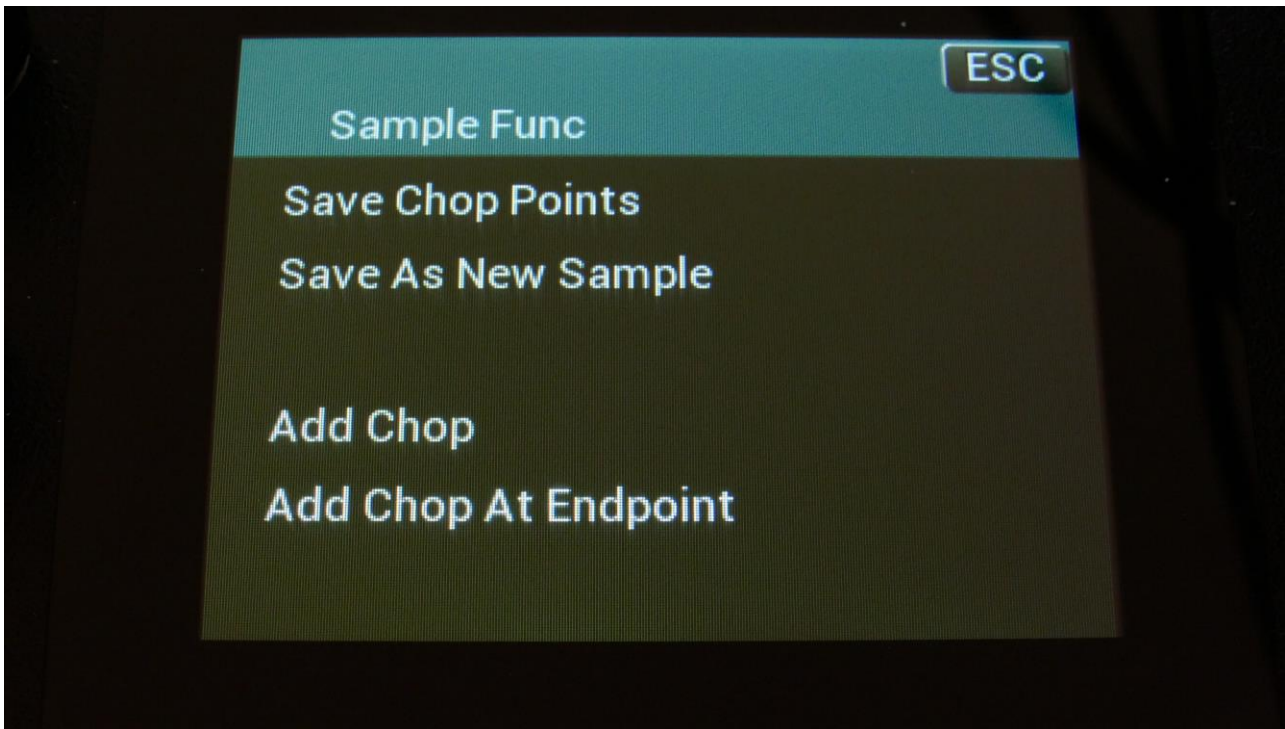 ESC
Sample Func
Save Chop Points
Save As New Sample
Add Chop
Add Chop At Endpoint